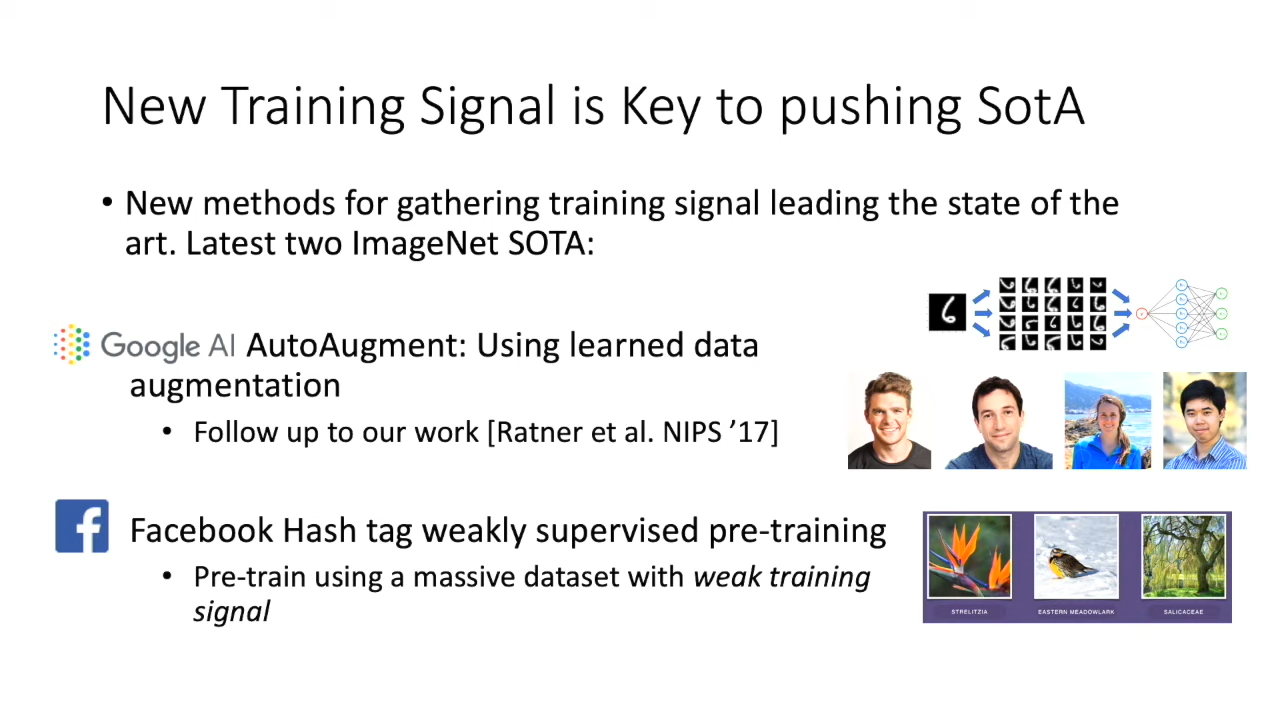 New Training Signal is Key to pushing SotA
• New methods for gathering training signal leading the state of the
art. Latest two ImageNet SOTA:
Google AI AutoAugment: Using learned data
augmentation
• Follow up to our work [Ratner et al. NIPS ’17]
f Facebook Hash tag weakly supervised pre-training
• Pre-train using a massive dataset with weak training
signal
STRELITZIA EASTERN MEADOWLARK SALICACEAE